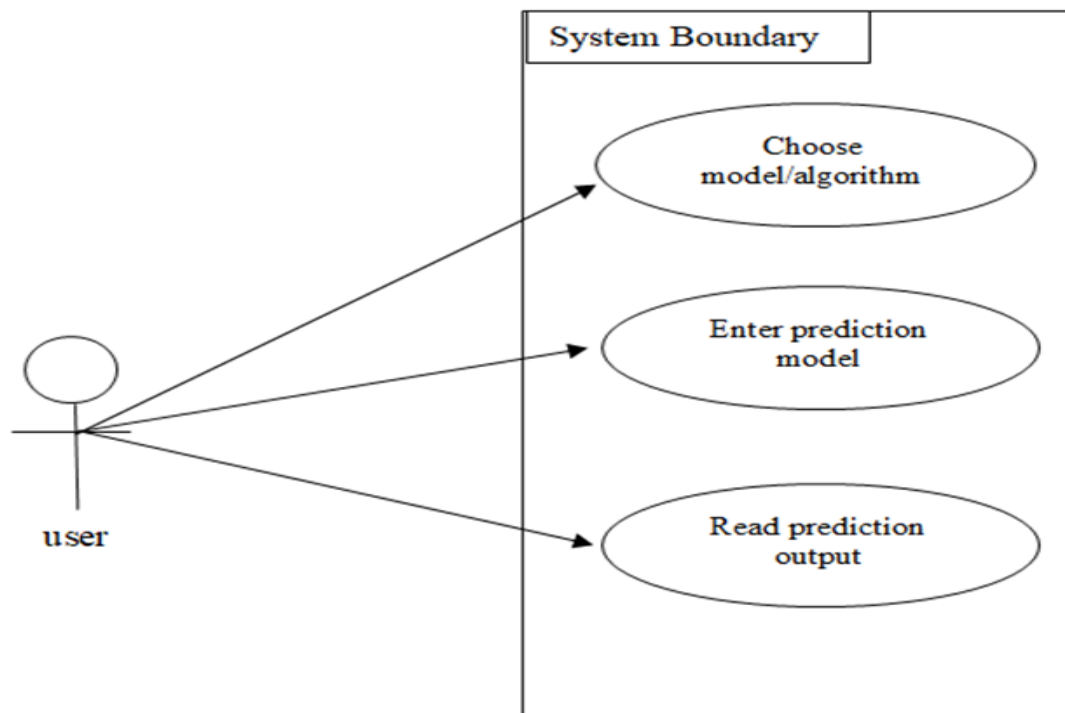 System Boundary
Choose
model/algorithm
Enter prediction
model
user
Read prediction
output